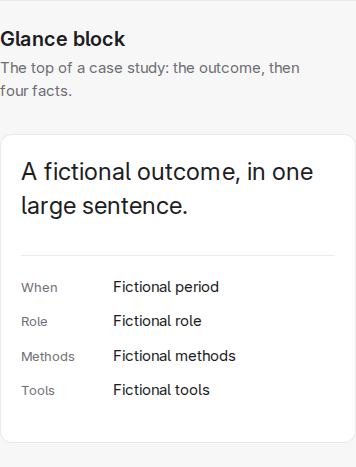 Glance block
The top of a case study: the outcome, then
four facts.
A fictional outcome, in one
large sentence.
When Fictional period
Role Fictional role
Methods Fictional methods
Tools Fictional tools